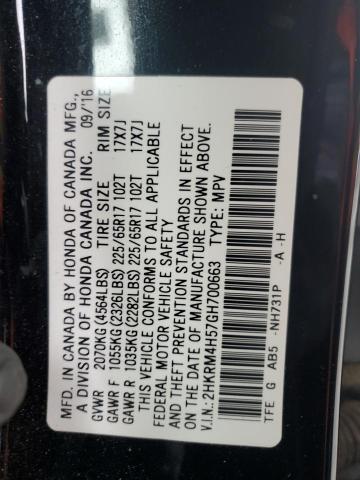 MFD. IN CANADA BY HONDA OF CANADA MFG.,
A DIVISION OF HONDA CANADA INC. 09/16
GVWR 2070KG (4564LBS) TIRE SIZE RIM SIZE
GAWR F 1055KG (2326LBS) 225/65R17 102T 17X7J
GAWR R 1035KG (2282LBS) 225/65R17 102T 17X7J
THIS VEHICLE CONFORMS TO ALL APPLICABLE
FEDERAL MOTOR VEHICLE SAFETY
AND THEFT PREVENTION STANDARDS IN EFFECT
ON THE DATE OF MANUFACTURE SHOWN ABOVE.
V.I.N.: 2HKRM4H57GH700663 TYPE: MPV
TFE G AB5 -NH731P -A -H